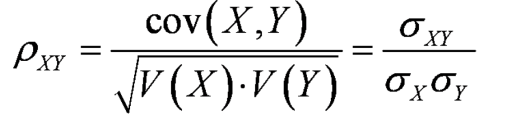 ρ_XY = cov(X,Y) / √(V(X)·V(Y)) = σ_XY / (σ_X σ_Y)